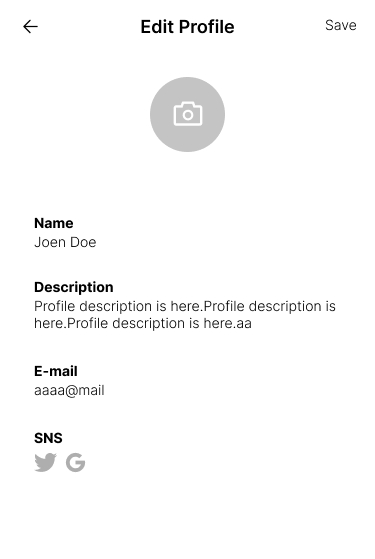 Edit Profile
Save
Name
Joen Doe
Description
Profile description is here.Profile description is
here.Profile description is here.aa
E-mail
aaaa@mail
SNS